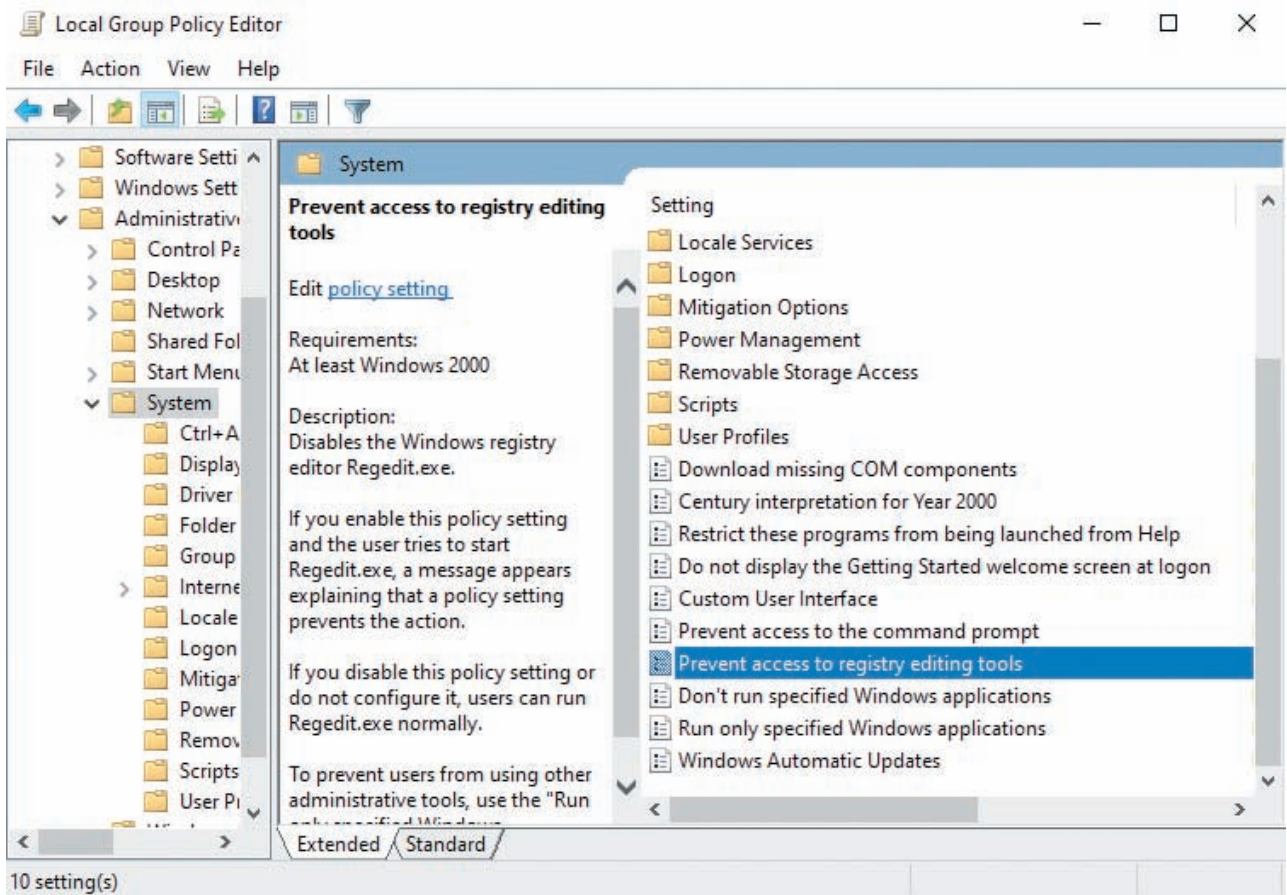 Local Group Policy Editor
File Action View Help
Software Setti
Windows Sett
Administrativ
Control Pa
Desktop
Network
Shared Fol
Start Menu
System
Ctrl+A
Display
Driver
Folder
Group
Interne
Locale
Logon
Mitiga
Power
Remov
Scripts
User Pr
System
Prevent access to registry editing
tools
Edit policy setting
Requirements:
At least Windows 2000
Description:
Disables the Windows registry
editor Regedit.exe.
If you enable this policy setting
and the user tries to start
Regedit.exe, a message appears
explaining that a policy setting
prevents the action.
If you disable this policy setting or
do not configure it, users can run
Regedit.exe normally.
To prevent users from using other
administrative tools, use the "Run
only specified Windows
Setting
Locale Services
Logon
Mitigation Options
Power Management
Removable Storage Access
Scripts
User Profiles
Download missing COM components
Century interpretation for Year 2000
Restrict these programs from being launched from Help
Do not display the Getting Started welcome screen at logon
Custom User Interface
Prevent access to the command prompt
Prevent access to registry editing tools
Don't run specified Windows applications
Run only specified Windows applications
Windows Automatic Updates
Extended Standard
10 setting(s)